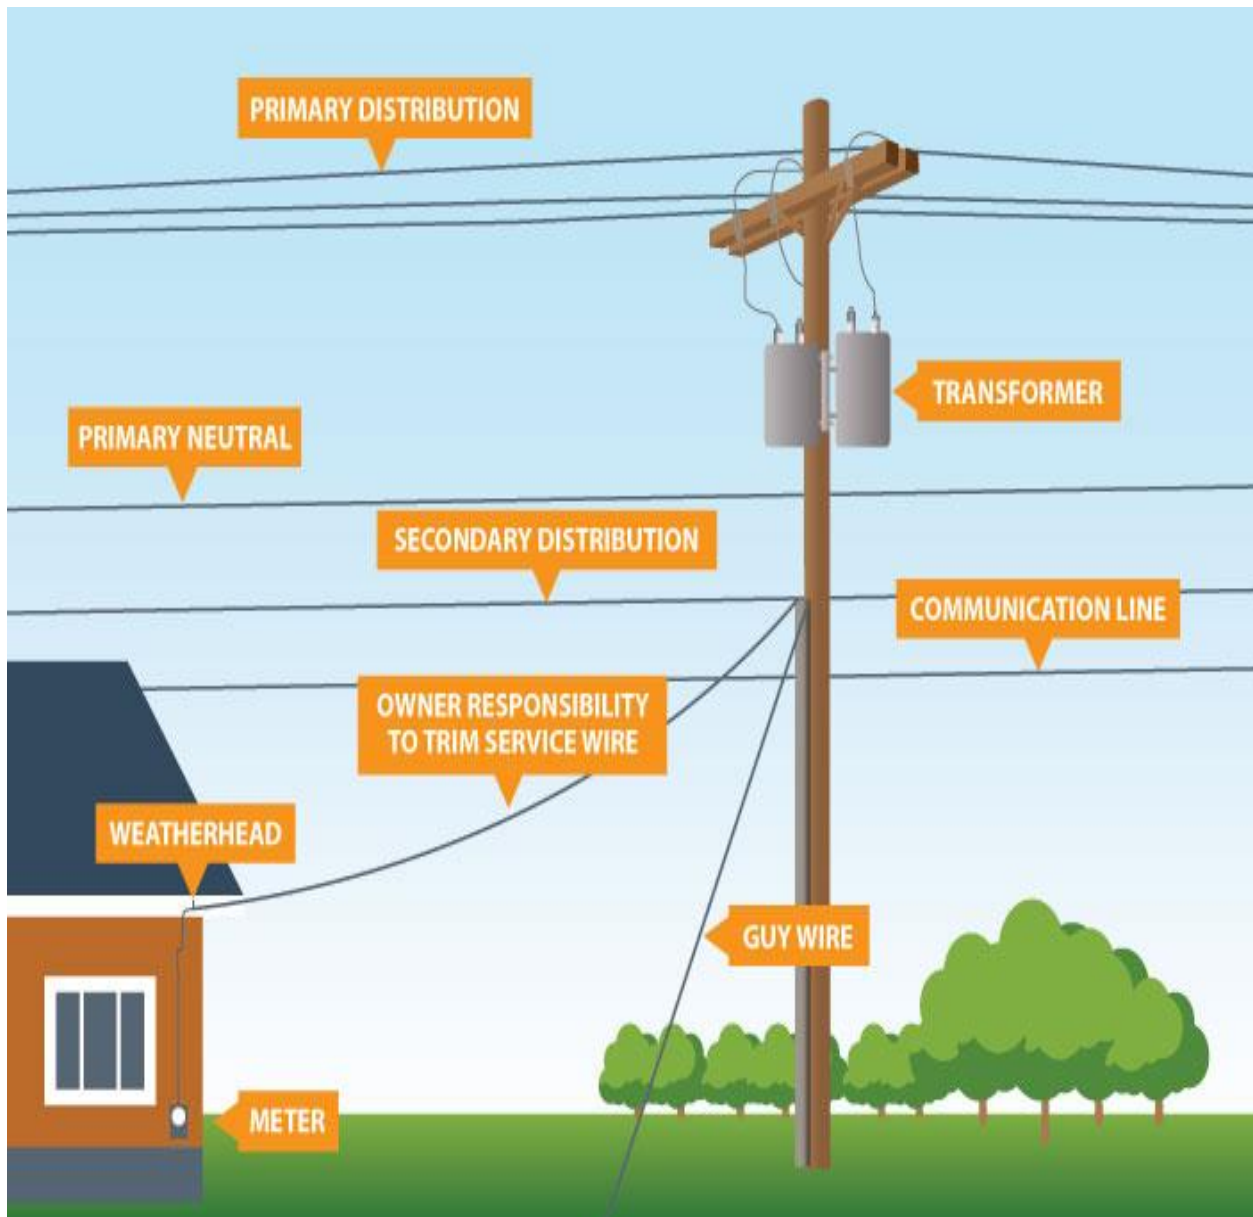 PRIMARY DISTRIBUTION
TRANSFORMER
PRIMARY NEUTRAL
SECONDARY DISTRIBUTION
COMMUNICATION LINE
OWNER RESPONSIBILITY
TO TRIM SERVICE WIRE
WEATHERHEAD
GUY WIRE
METER